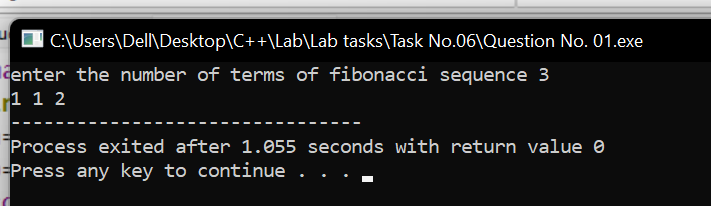 C:\Users\Dell\Desktop\C++\Lab\Lab tasks\Task No.06\Question No. 01.exe
enter the number of terms of fibonacci sequence 3
1 1 2
--------------------------------
Process exited after 1.055 seconds with return value 0
Press any key to continue . . .